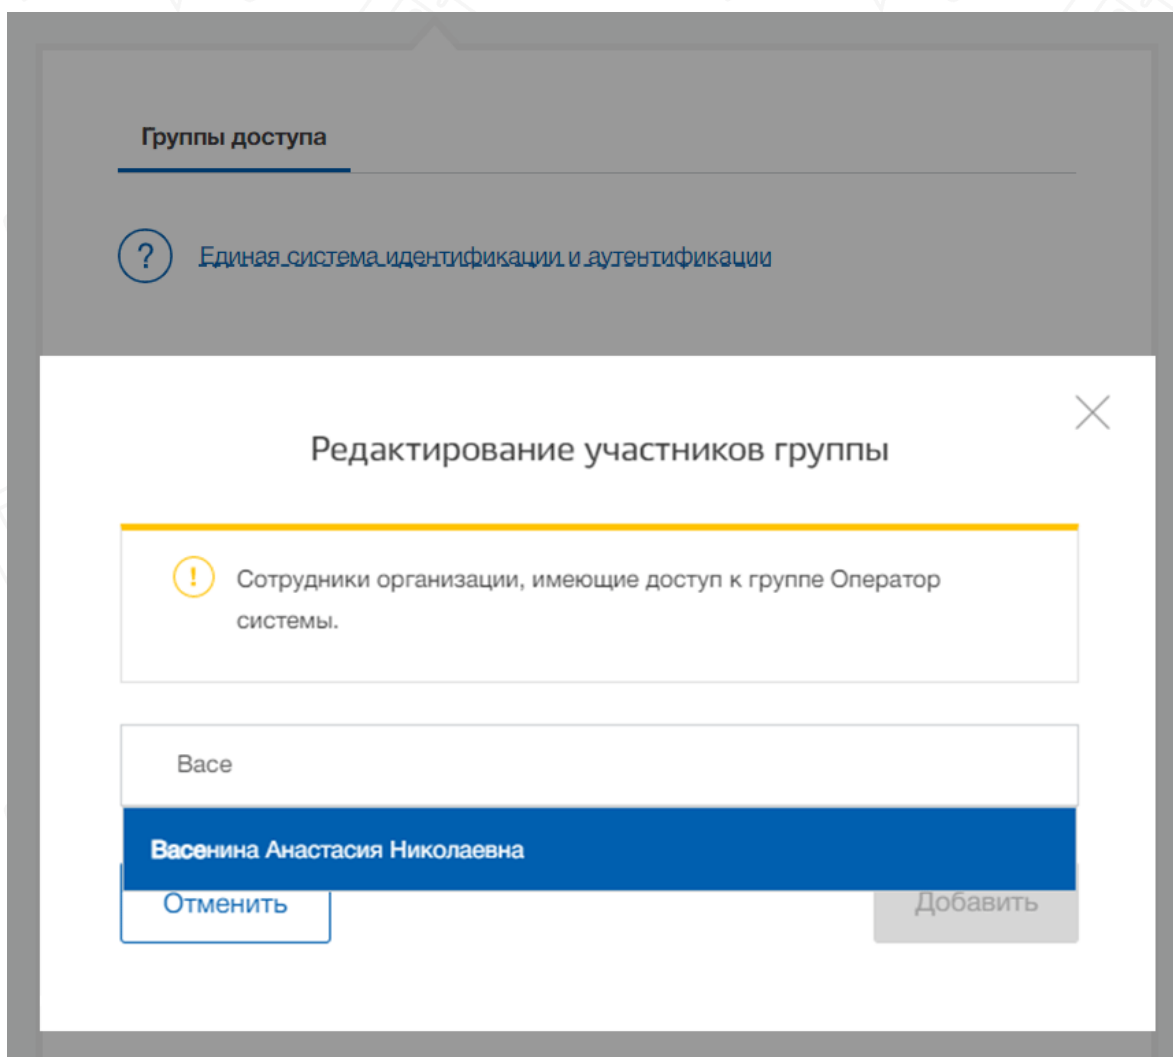 Группы доступа
?
Единая система идентификации и аутентификации
Редактирование участников группы
!
Сотрудники организации, имеющие доступ к группе Оператор
системы.
Васе
Васенина Анастасия Николаевна
Отменить
Добавить